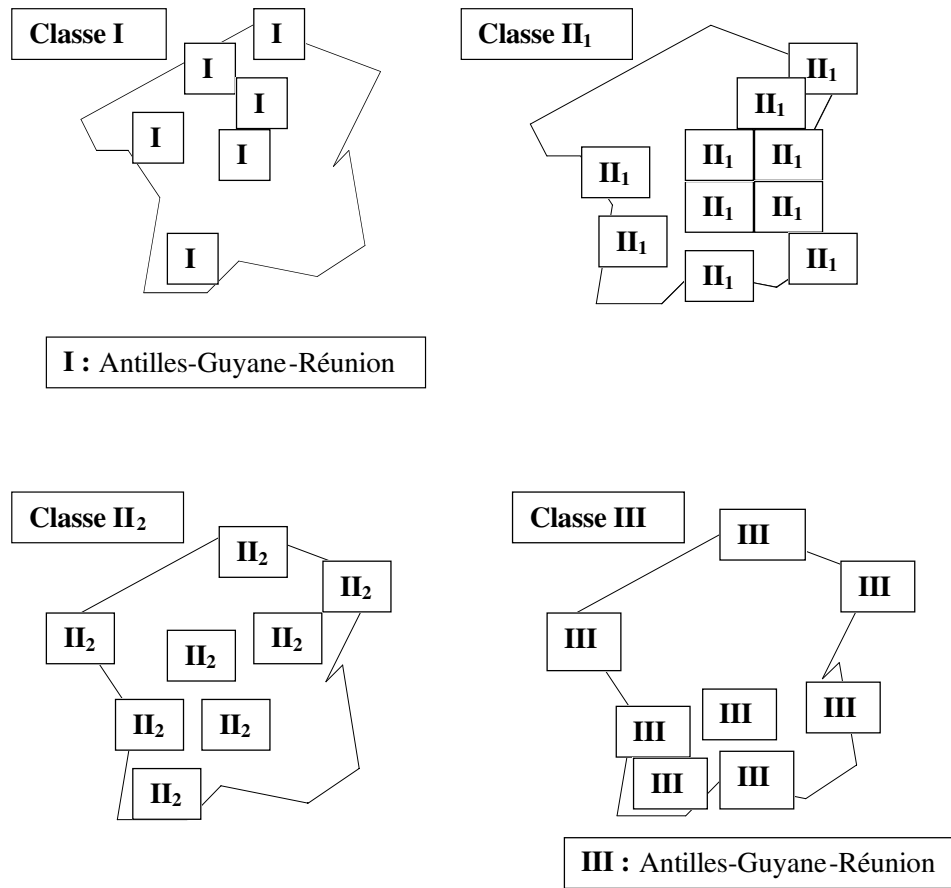 Classe I
I
I
I
I
I
I
I : Antilles-Guyane-Réunion
Classe II₁
II₁
II₁
II₁ II₁
II₁
II₁ II₁
II₁
II₁
II₁
Classe II₂
II₂
II₂
II₂
II₂
II₂
II₂ II₂
II₂
Classe III
III
III
III
III
III
III
III
III
III : Antilles-Guyane-Réunion